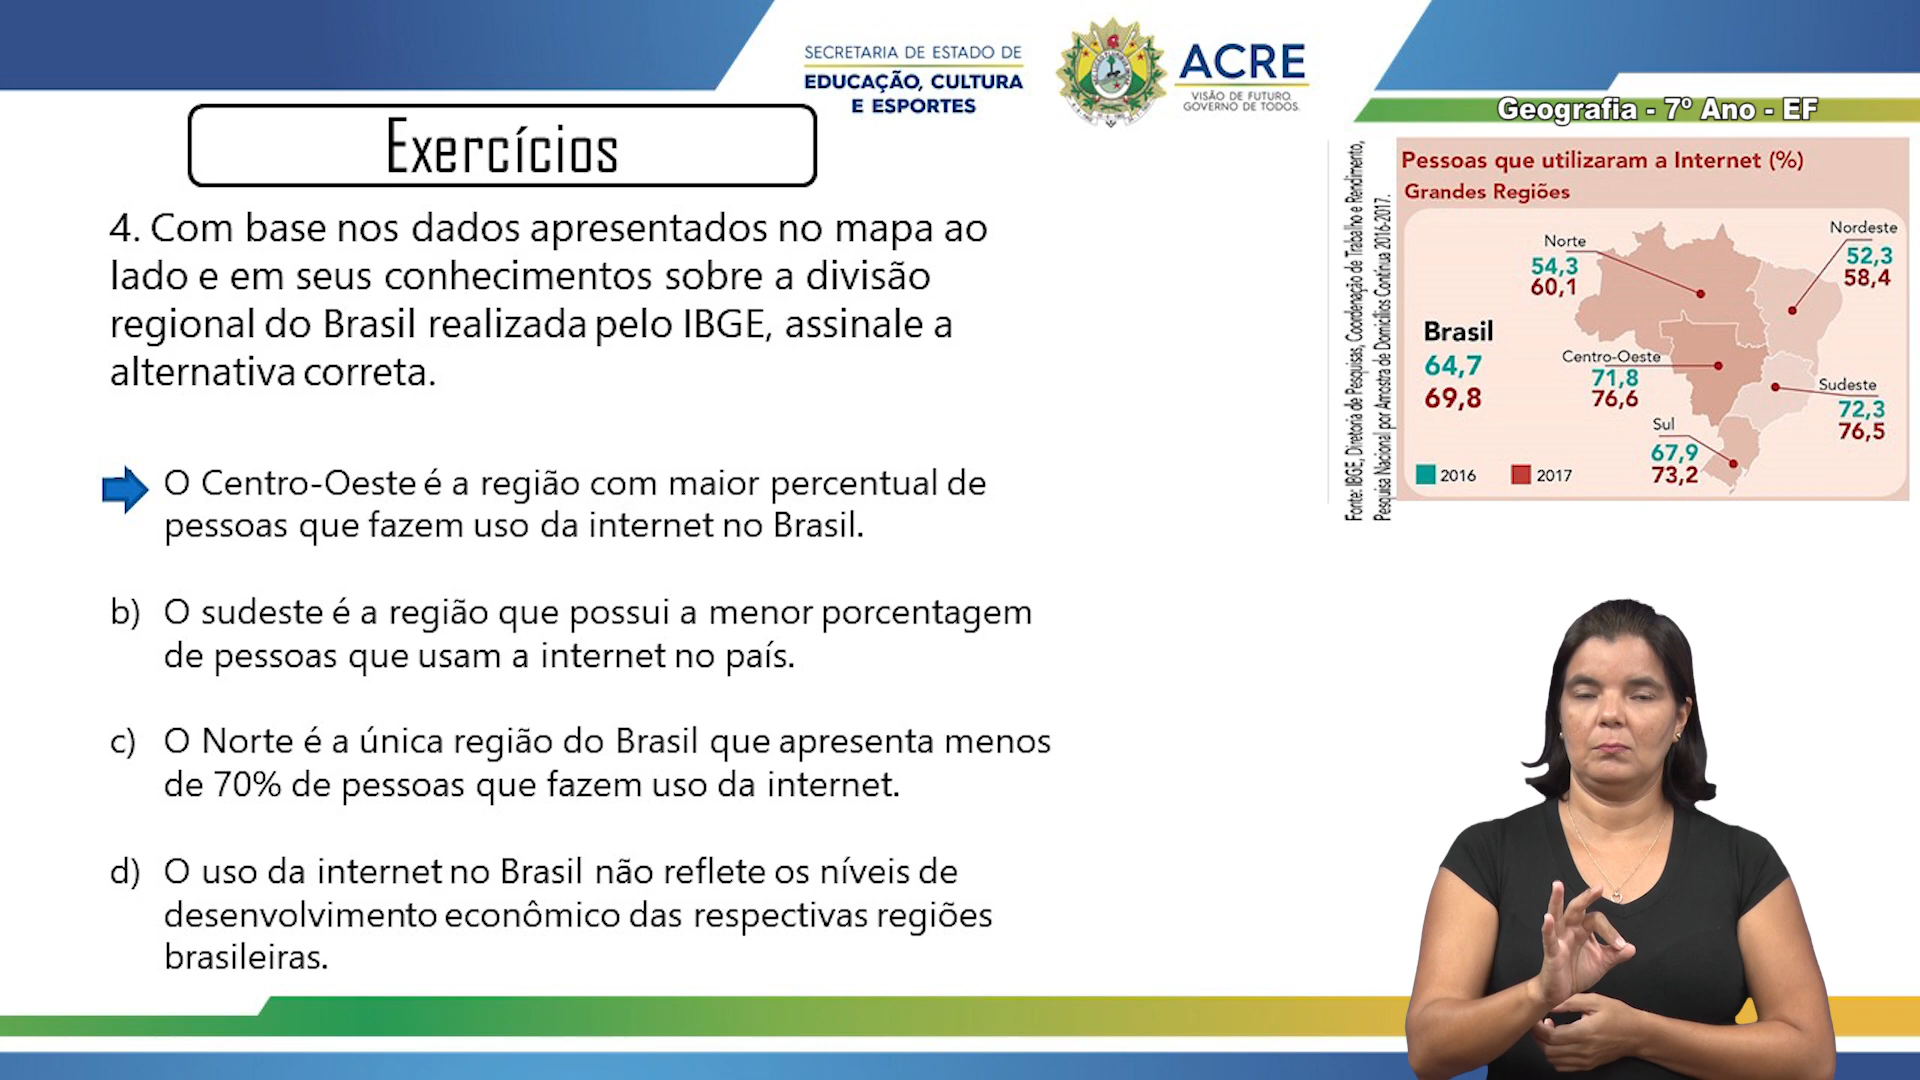 SECRETARIA DE ESTADO DE
EDUCAÇÃO, CULTURA
E ESPORTES
ACRE
VISÃO DE FUTURO.
GOVERNO DE TODOS.
Geografia - 7º Ano - EF
Exercícios
4. Com base nos dados apresentados no mapa ao
lado e em seus conhecimentos sobre a divisão
regional do Brasil realizada pelo IBGE, assinale a
alternativa correta.
O Centro-Oeste é a região com maior percentual de
pessoas que fazem uso da internet no Brasil.
b) O sudeste é a região que possui a menor porcentagem
de pessoas que usam a internet no país.
c) O Norte é a única região do Brasil que apresenta menos
de 70% de pessoas que fazem uso da internet.
d) O uso da internet no Brasil não reflete os níveis de
desenvolvimento econômico das respectivas regiões
brasileiras.
Fonte: IBGE, Diretoria de Pesquisas, Coordenação de Trabalho e Rendimento,
Pesquisa Nacional por Amostra de Domicílios Contínua 2016-2017.
Pessoas que utilizaram a Internet (%)
Grandes Regiões
Nordeste
52,3
58,4
Norte
54,3
60,1
Brasil
64,7
69,8
Centro-Oeste
71,8
76,6
Sudeste
72,3
76,5
Sul
67,9
73,2
2016
2017